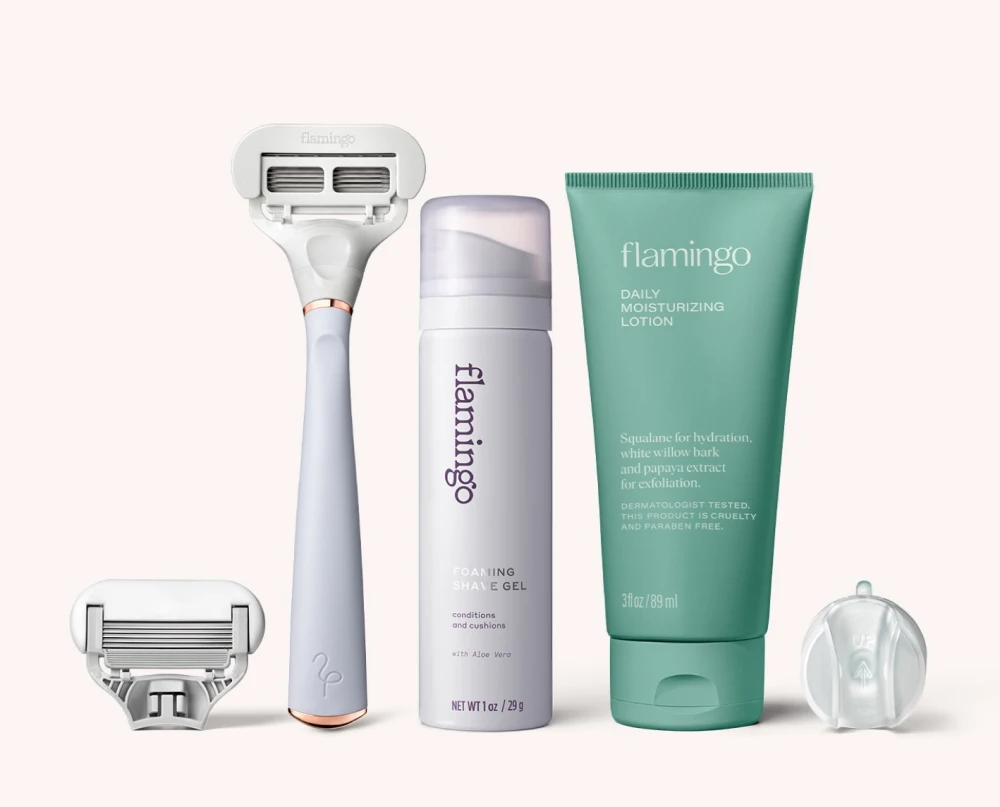 flamingo
flamingo
FOAMING
SHAVE GEL
conditions
and cushions
with Aloe Vera
NET WT 1 oz / 29 g
flamingo
DAILY
MOISTURIZING
LOTION
Squalane for hydration,
white willow bark
and papaya extract
for exfoliation.
DERMATOLOGIST TESTED.
THIS PRODUCT IS CRUELTY
AND PARABEN FREE.
3 fl oz / 89 ml
UP